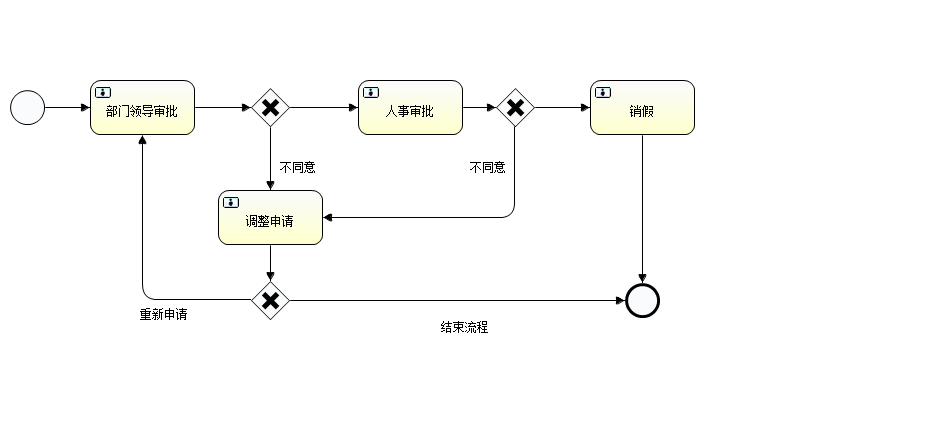 部门领导审批
人事审批
销假
不同意
不同意
调整申请
重新申请
结束流程